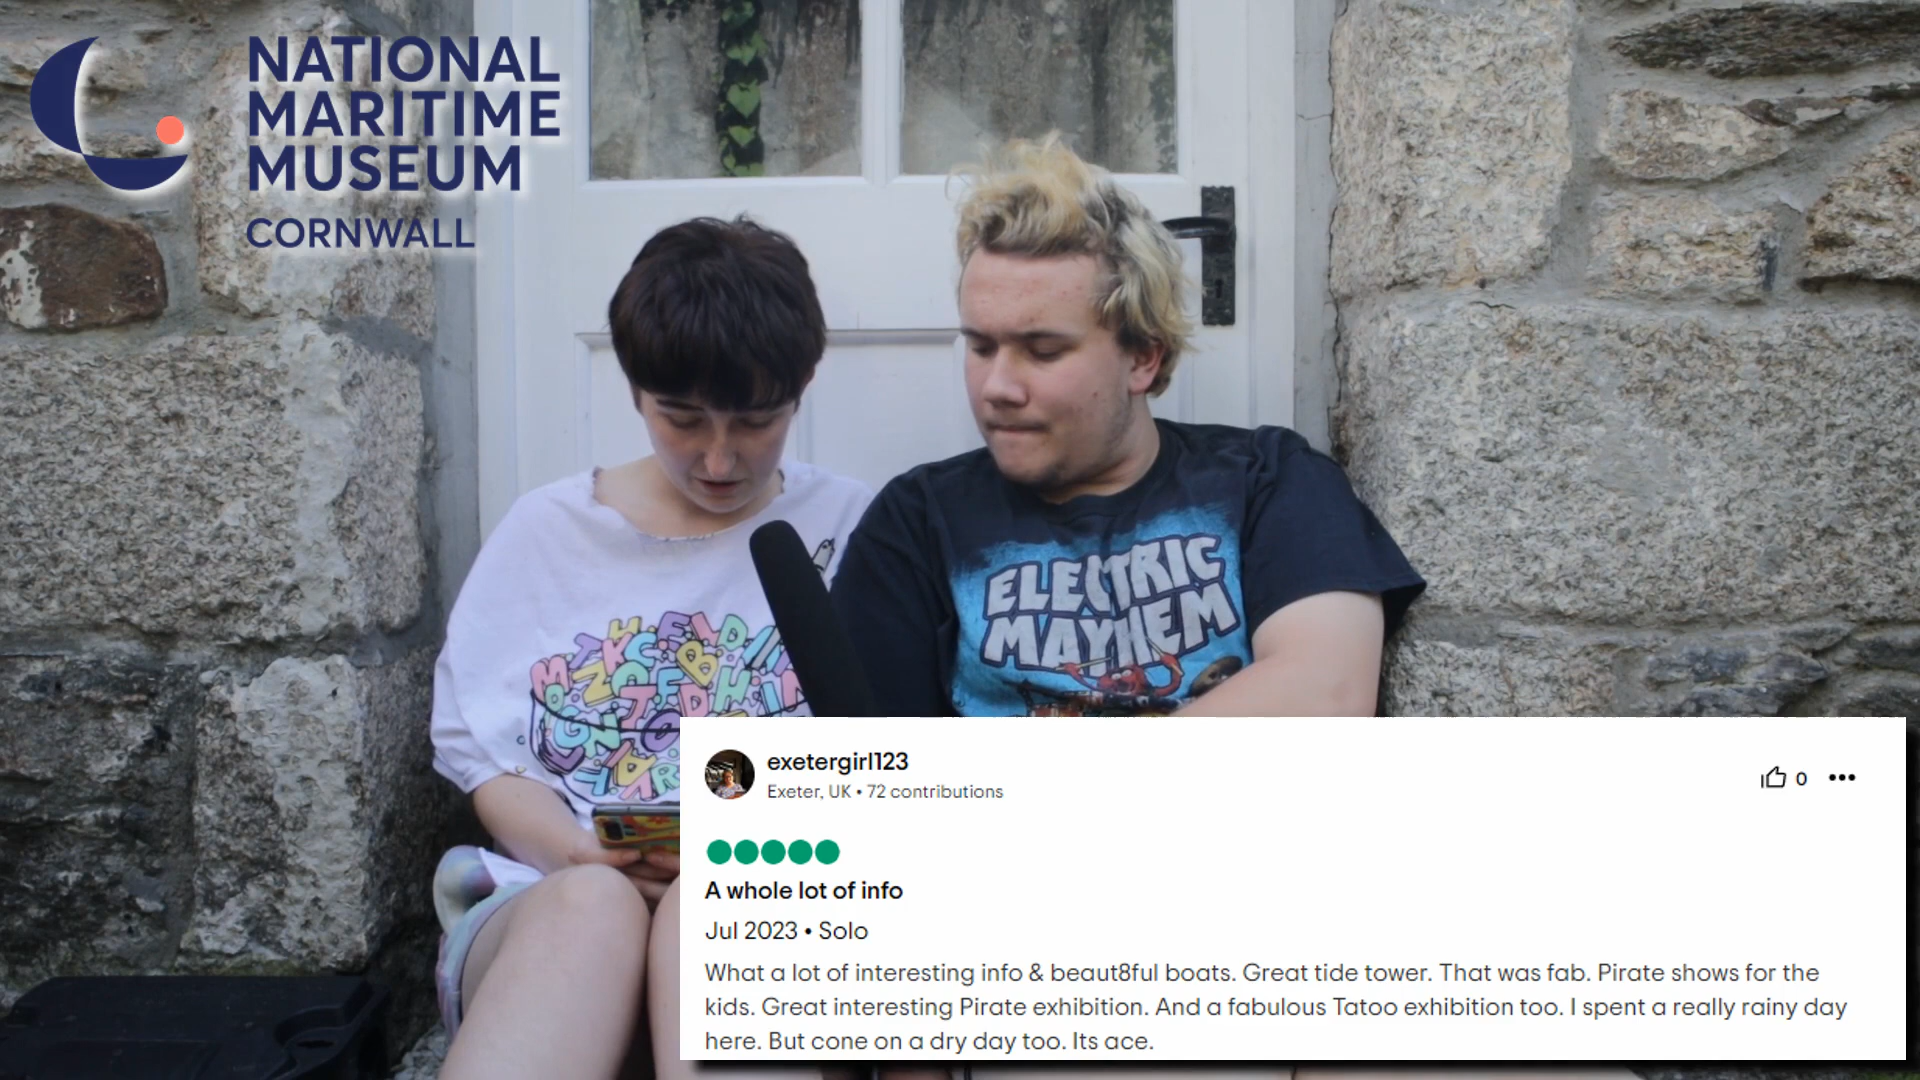 NATIONAL
MARITIME
MUSEUM
CORNWALL
ELECTRIC
MAYHEM
exetergirl123
Exeter, UK • 72 contributions
0
A whole lot of info
Jul 2023 • Solo
What a lot of interesting info & beaut8ful boats. Great tide tower. That was fab. Pirate shows for the
kids. Great interesting Pirate exhibition. And a fabulous Tatoo exhibition too. I spent a really rainy day
here. But cone on a dry day too. Its ace.